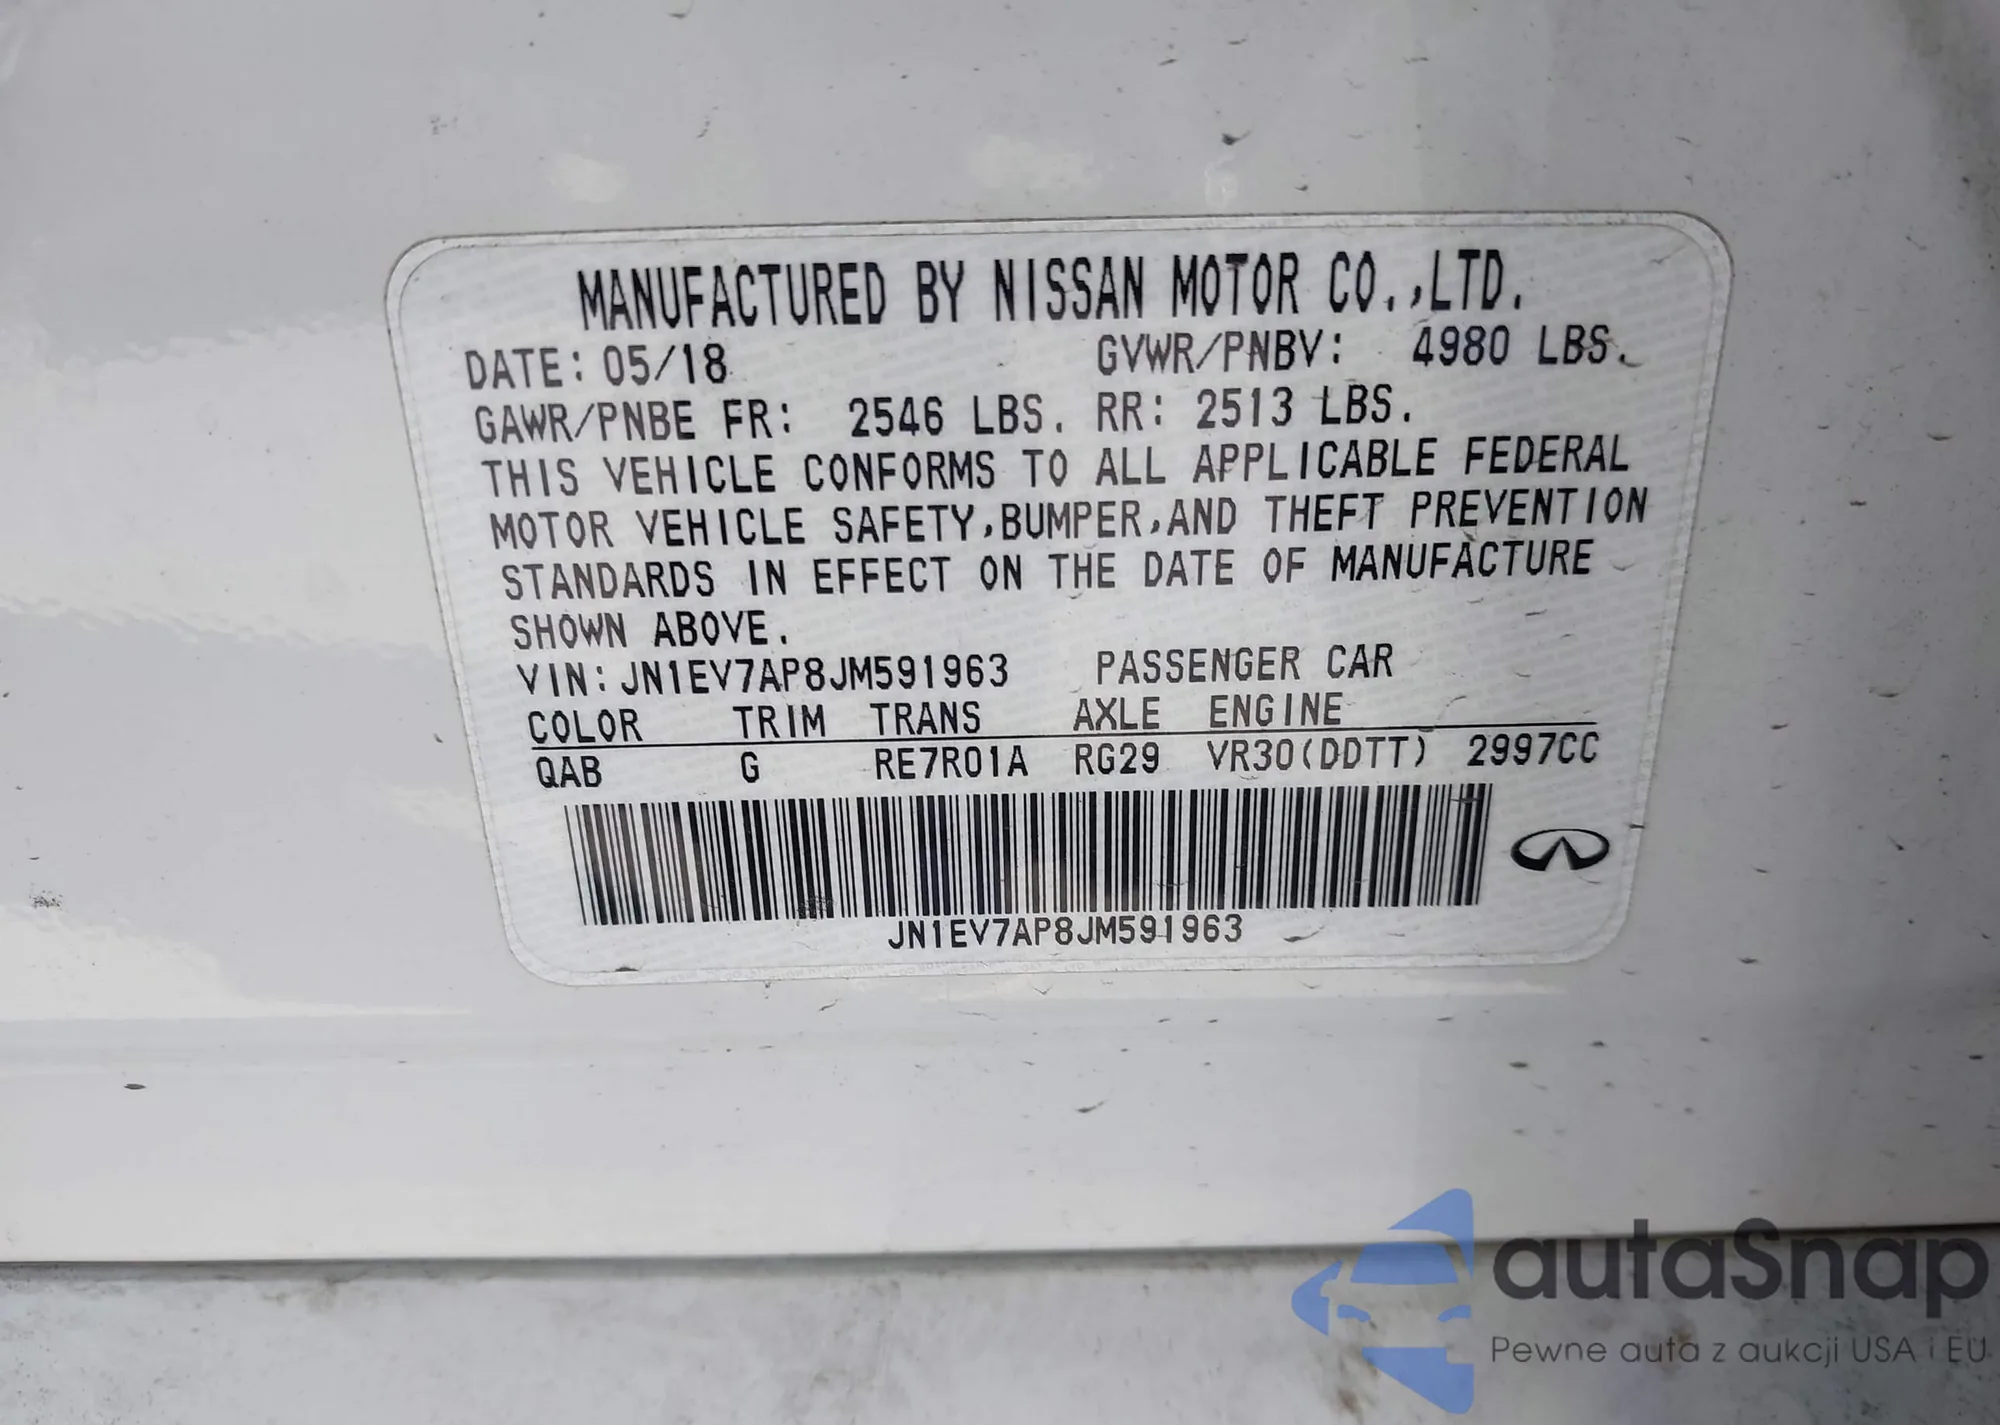 MANUFACTURED BY NISSAN MOTOR CO.,LTD.
DATE: 05/18 GVWR/PNBV: 4980 LBS.
GAWR/PNBE FR: 2546 LBS. RR: 2513 LBS.
THIS VEHICLE CONFORMS TO ALL APPLICABLE FEDERAL
MOTOR VEHICLE SAFETY,BUMPER,AND THEFT PREVENTION
STANDARDS IN EFFECT ON THE DATE OF MANUFACTURE
SHOWN ABOVE.
VIN:JN1EV7AP8JM591963 PASSENGER CAR
COLOR TRIM TRANS AXLE ENGINE
QAB G RE7R01A RG29 VR30(DDTT) 2997CC
JN1EV7AP8JM591963
autaSnap
Pewne auta z aukcji USA i EU